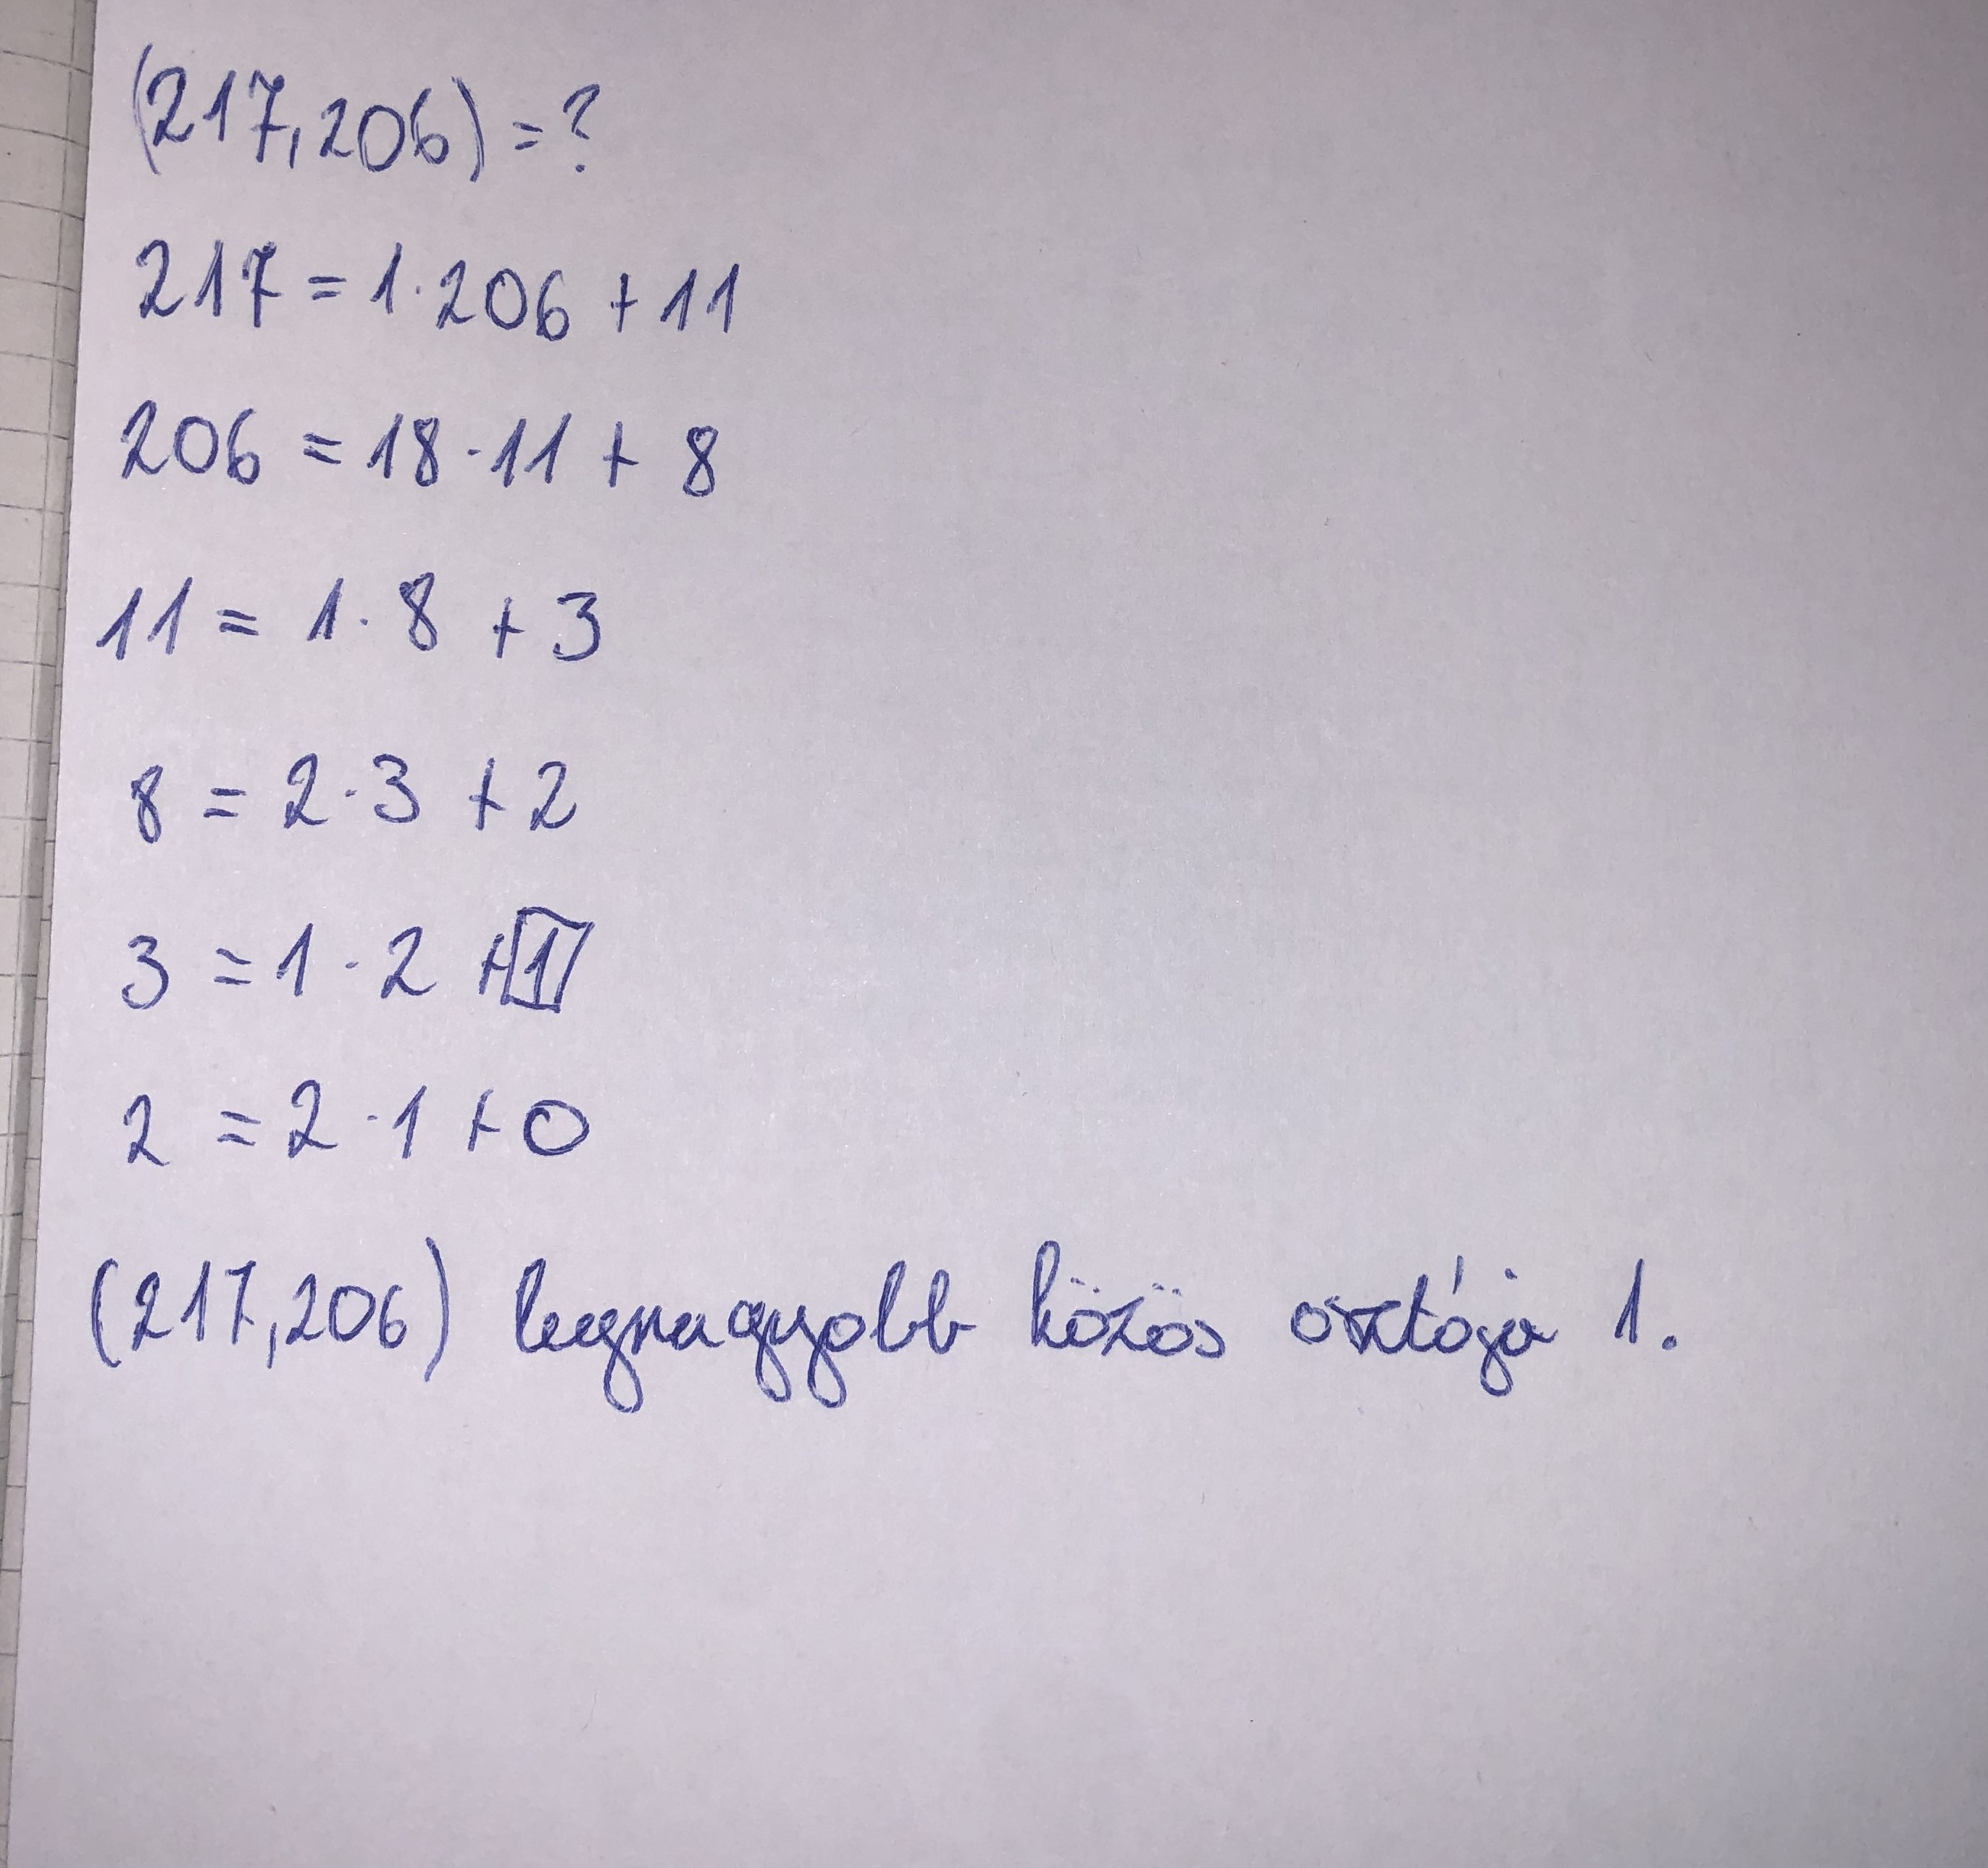 (217,206) = ?
217 = 1·206 + 11
206 = 18·11 + 8
11 = 1·8 + 3
8 = 2·3 + 2
3 = 1·2 + 1
2 = 2·1 + 0
(217,206) legnagyobb közös osztója 1.